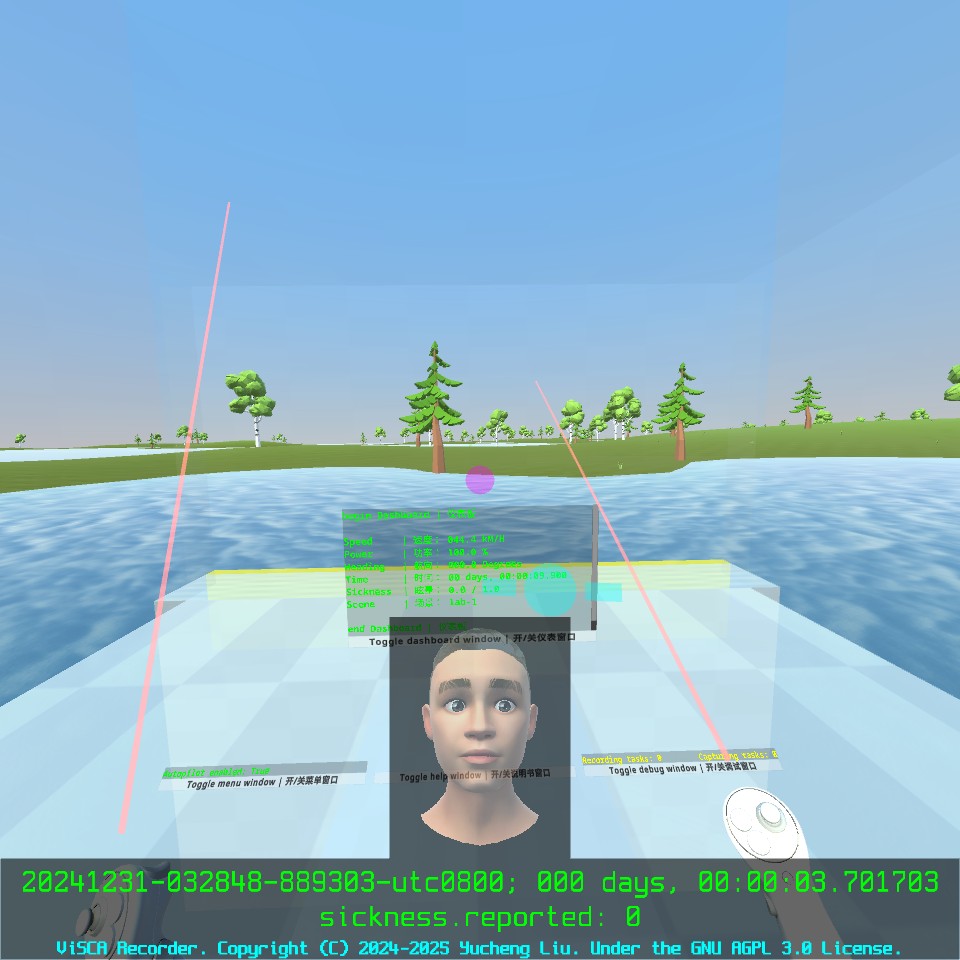 Speed | 速度： 044.4 kM/H
Power | 功率： 100.0 %
Heading
Time | 时间： 00 days, 00:00:03.500
Sickness | 眩晕： 0.0 / 1.0
Scene | 场景： lab-1
end Dashboard |
Toggle dashboard window | 开/关仪表窗口
Autopilot enabled: True
Toggle menu window | 开/关菜单窗口
Toggle help window | 开/关说明书窗口
Recording tasks: 0 Capturing tasks: 8
Toggle debug window | 开/关调试窗口
20241231-032848-889303-utc0800; 000 days, 00:00:03.701703
sickness.reported: 0
ViSCA Recorder. Copyright (C) 2024-2025 Yucheng Liu. Under the GNU AGPL 3.0 License.